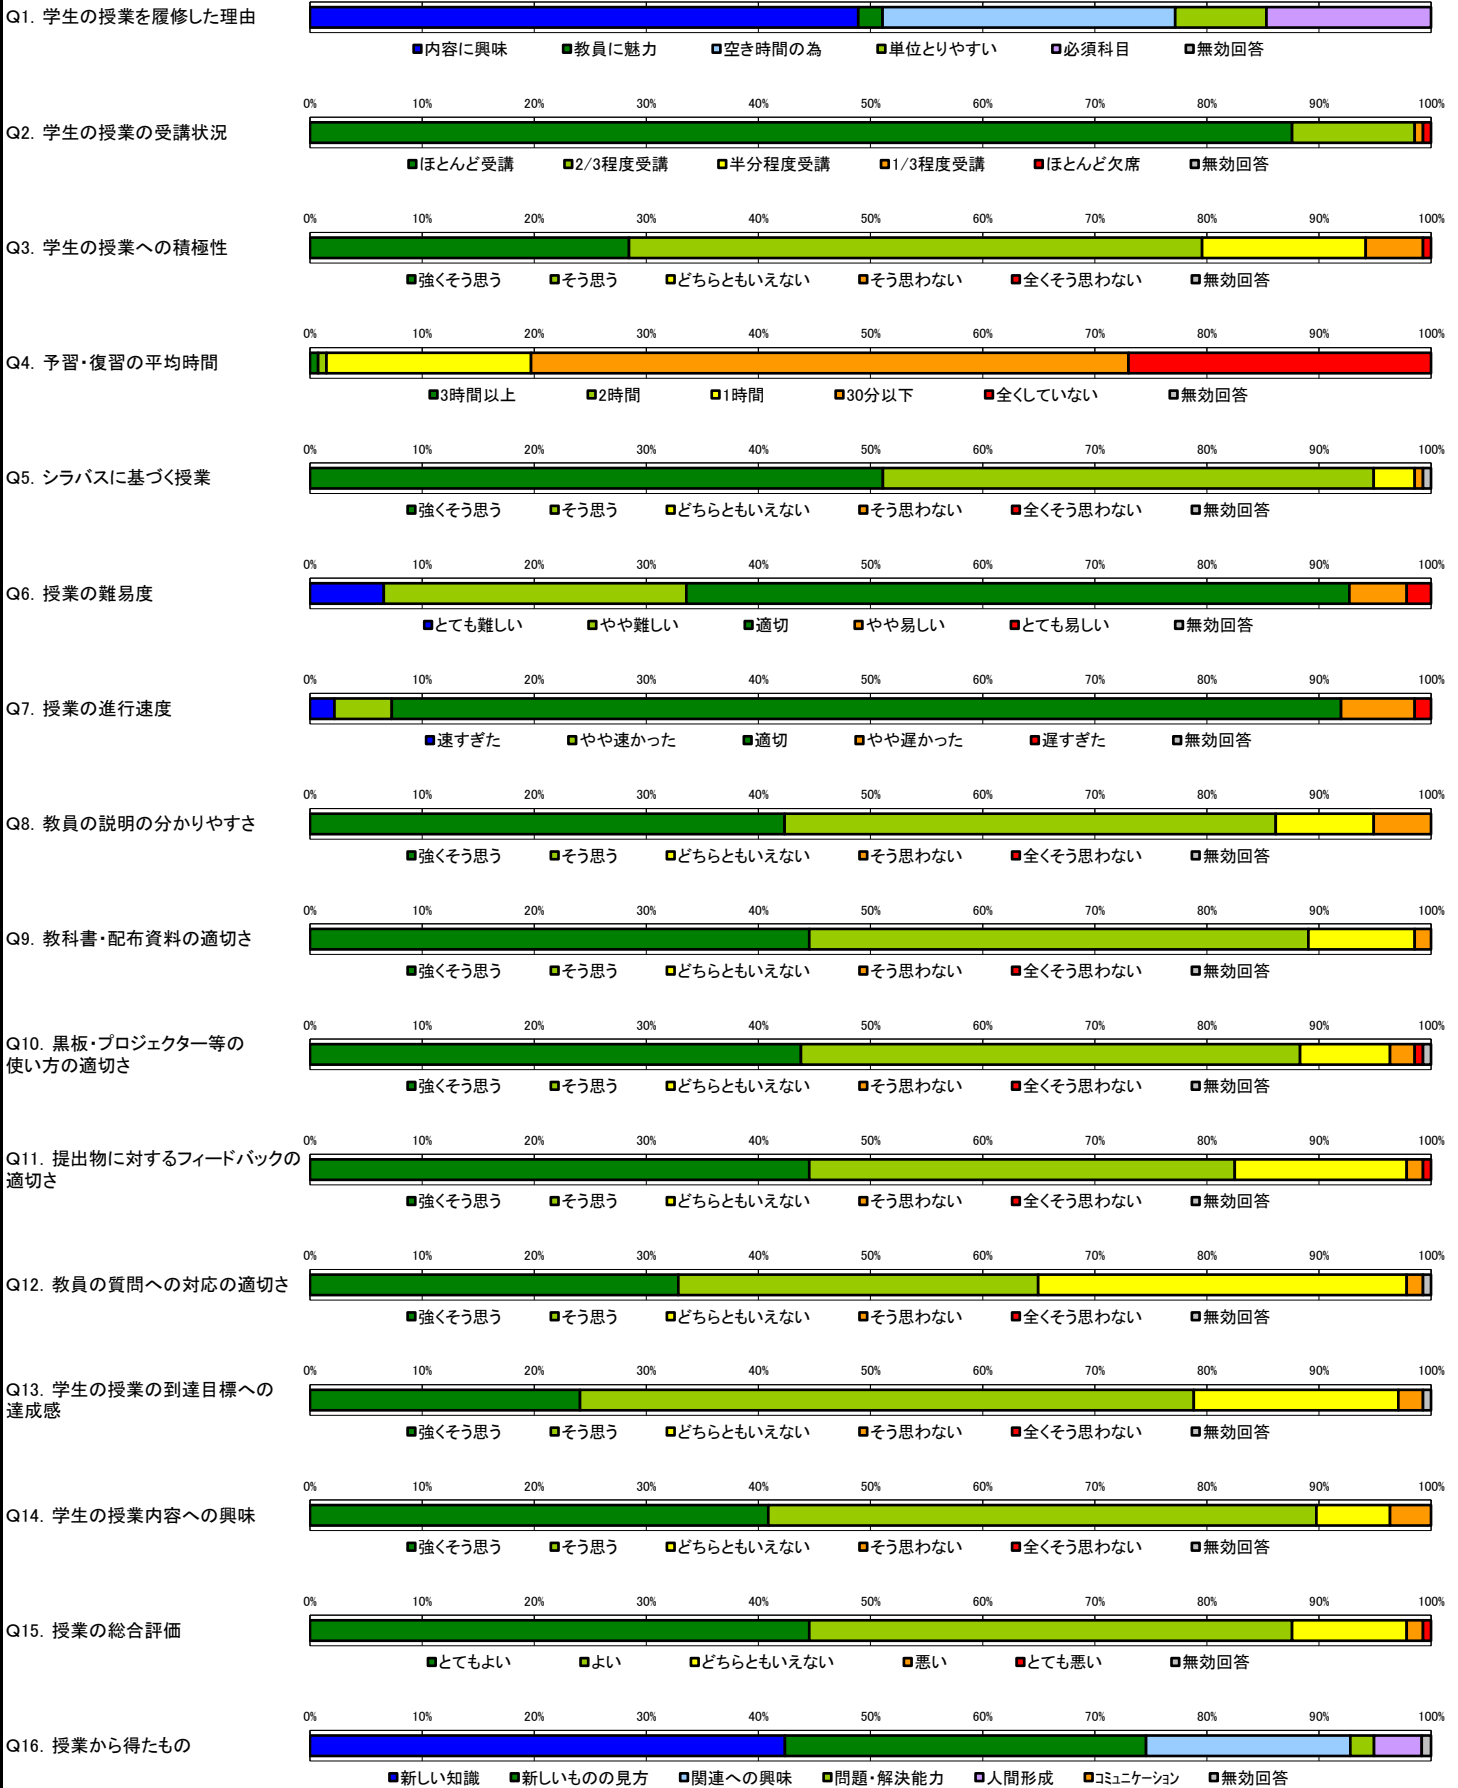 Q1. 学生の授業を履修した理由
内容に興味 教員に魅力 空き時間の為 単位とりやすい 必須科目 無効回答
0% 10% 20% 30% 40% 50% 60% 70% 80% 90% 100%
Q2. 学生の授業の受講状況
ほとんど受講 2/3程度受講 半分程度受講 1/3程度受講 ほとんど欠席 無効回答
0% 10% 20% 30% 40% 50% 60% 70% 80% 90% 100%
Q3. 学生の授業への積極性
強くそう思う そう思う どちらともいえない そう思わない 全くそう思わない 無効回答
0% 10% 20% 30% 40% 50% 60% 70% 80% 90% 100%
Q4. 予習・復習の平均時間
3時間以上 2時間 1時間 30分以下 全くしていない 無効回答
0% 10% 20% 30% 40% 50% 60% 70% 80% 90% 100%
Q5. シラバスに基づく授業
強くそう思う そう思う どちらともいえない そう思わない 全くそう思わない 無効回答
0% 10% 20% 30% 40% 50% 60% 70% 80% 90% 100%
Q6. 授業の難易度
とても難しい やや難しい 適切 やや易しい とても易しい 無効回答
0% 10% 20% 30% 40% 50% 60% 70% 80% 90% 100%
Q7. 授業の進行速度
速すぎた やや速かった 適切 やや遅かった 遅すぎた 無効回答
0% 10% 20% 30% 40% 50% 60% 70% 80% 90% 100%
Q8. 教員の説明の分かりやすさ
強くそう思う そう思う どちらともいえない そう思わない 全くそう思わない 無効回答
0% 10% 20% 30% 40% 50% 60% 70% 80% 90% 100%
Q9. 教科書・配布資料の適切さ
強くそう思う そう思う どちらともいえない そう思わない 全くそう思わない 無効回答
0% 10% 20% 30% 40% 50% 60% 70% 80% 90% 100%
Q10. 黒板・プロジェクター等の
使い方の適切さ
強くそう思う そう思う どちらともいえない そう思わない 全くそう思わない 無効回答
0% 10% 20% 30% 40% 50% 60% 70% 80% 90% 100%
Q11. 提出物に対するフィードバックの
適切さ
強くそう思う そう思う どちらともいえない そう思わない 全くそう思わない 無効回答
0% 10% 20% 30% 40% 50% 60% 70% 80% 90% 100%
Q12. 教員の質問への対応の適切さ
強くそう思う そう思う どちらともいえない そう思わない 全くそう思わない 無効回答
0% 10% 20% 30% 40% 50% 60% 70% 80% 90% 100%
Q13. 学生の授業の到達目標への
達成感
強くそう思う そう思う どちらともいえない そう思わない 全くそう思わない 無効回答
0% 10% 20% 30% 40% 50% 60% 70% 80% 90% 100%
Q14. 学生の授業内容への興味
強くそう思う そう思う どちらともいえない そう思わない 全くそう思わない 無効回答
0% 10% 20% 30% 40% 50% 60% 70% 80% 90% 100%
Q15. 授業の総合評価
とてもよい よい どちらともいえない 悪い とても悪い 無効回答
0% 10% 20% 30% 40% 50% 60% 70% 80% 90% 100%
Q16. 授業から得たもの
新しい知識 新しいものの見方 関連への興味 問題・解決能力 人間形成 コミュニケーション 無効回答